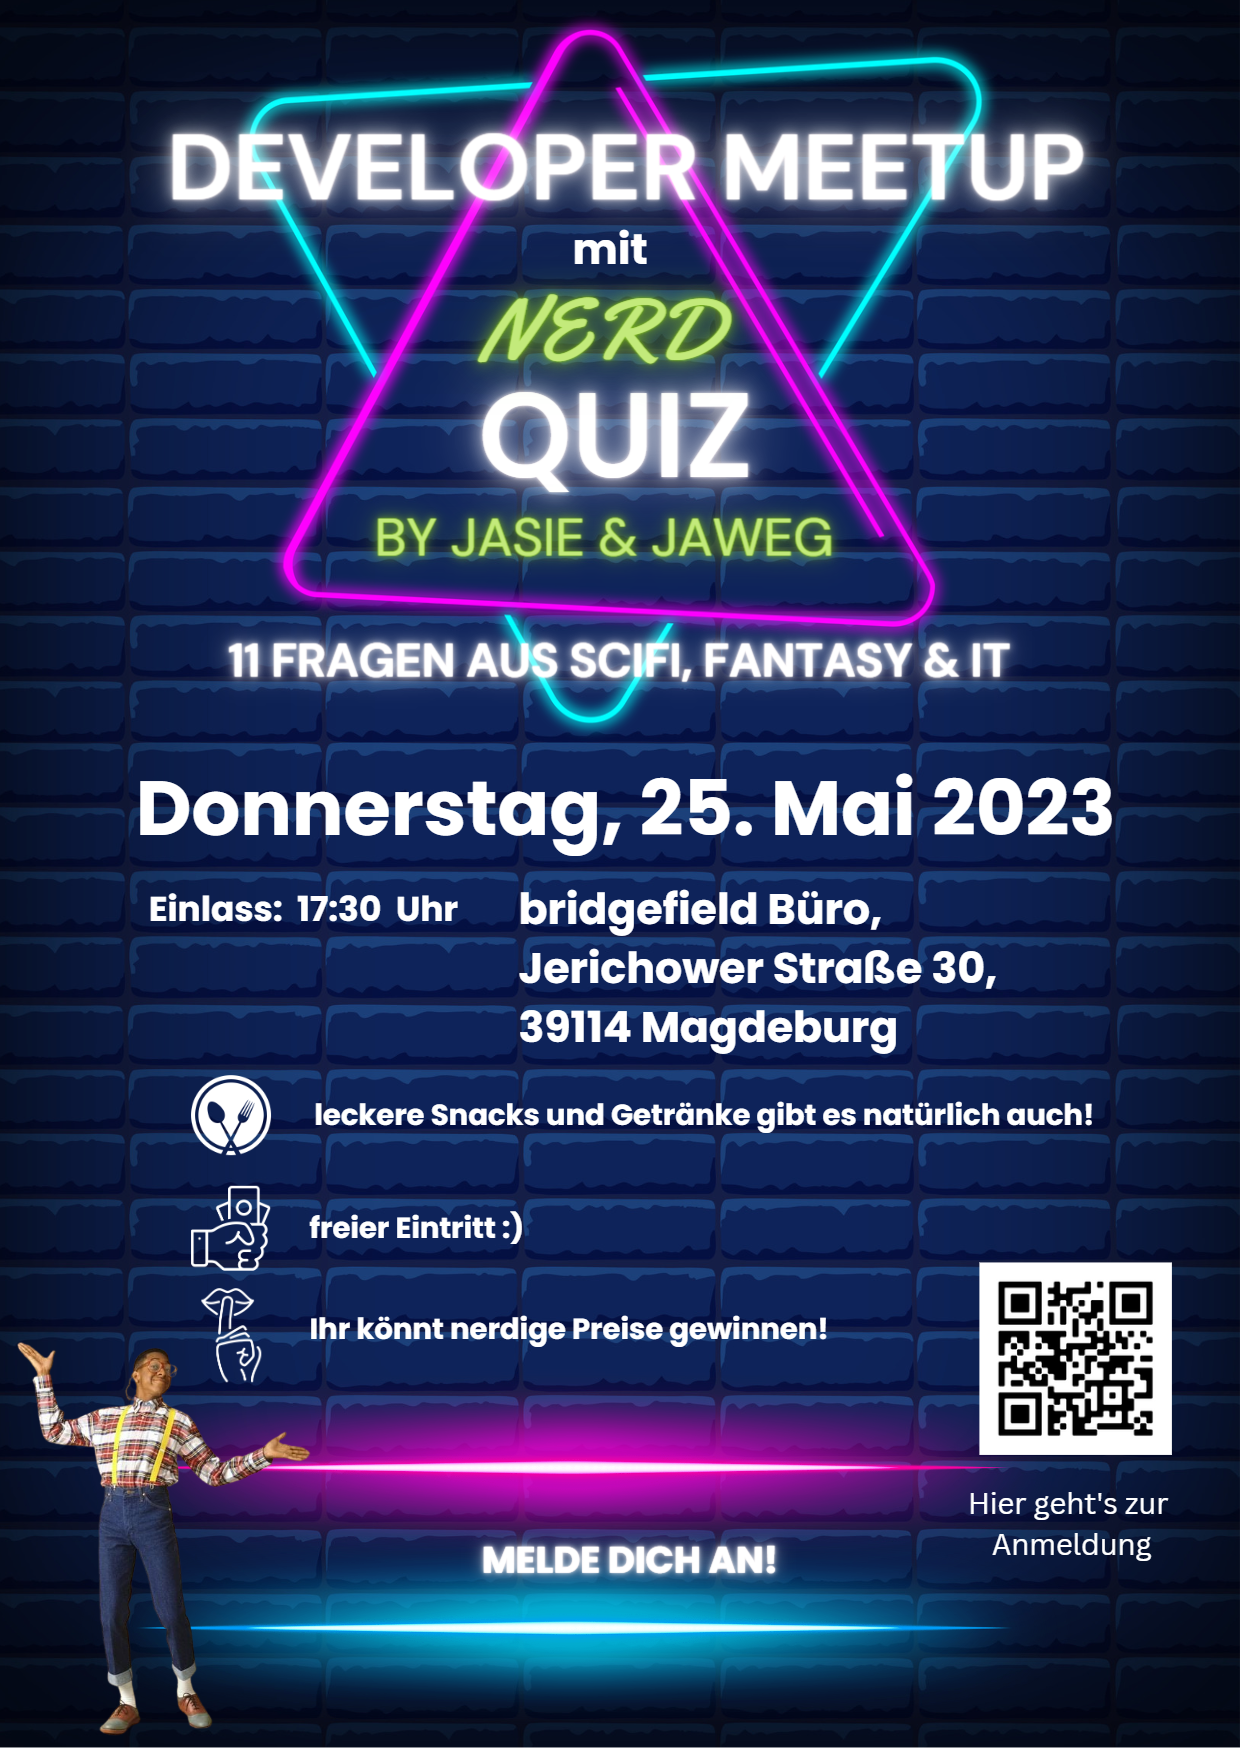 DEVELOPER MEETUP
mit
NERD
QUIZ
BY JASIE & JAWEG
11 FRAGEN AUS SCIFI, FANTASY & IT
Donnerstag, 25. Mai 2023
Einlass: 17:30 Uhr
bridgefield Büro,
Jerichower Straße 30,
39114 Magdeburg
leckere Snacks und Getränke gibt es natürlich auch!
freier Eintritt :)
Ihr könnt nerdige Preise gewinnen!
Hier geht's zur
Anmeldung
MELDE DICH AN!